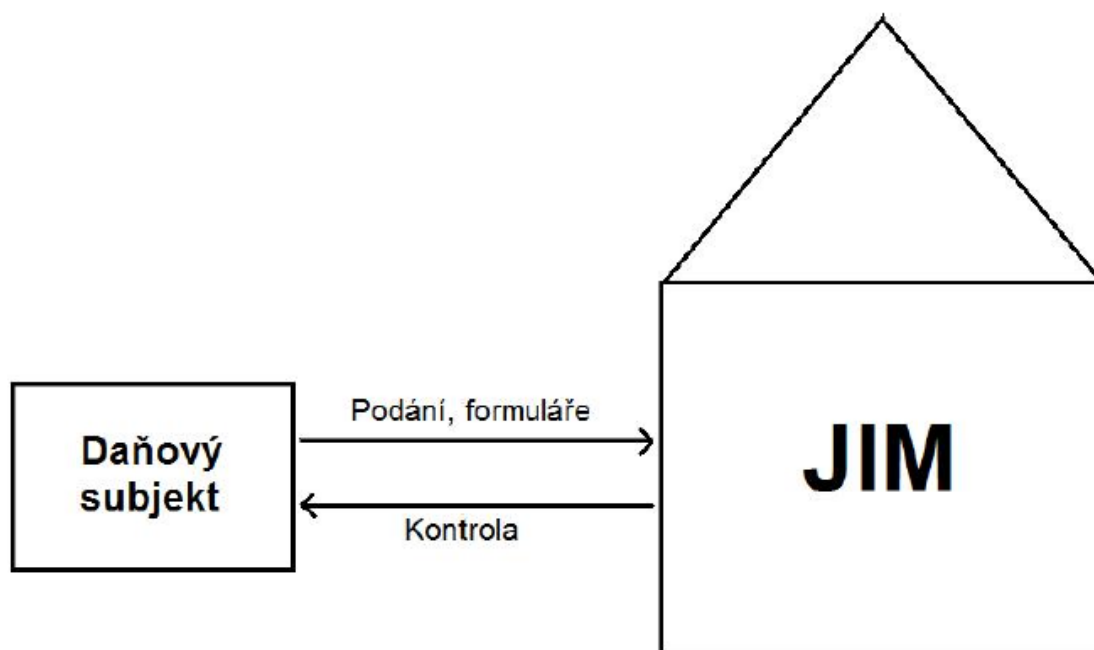 Daňový
subjekt
Podání, formuláře
Kontrola
JIM